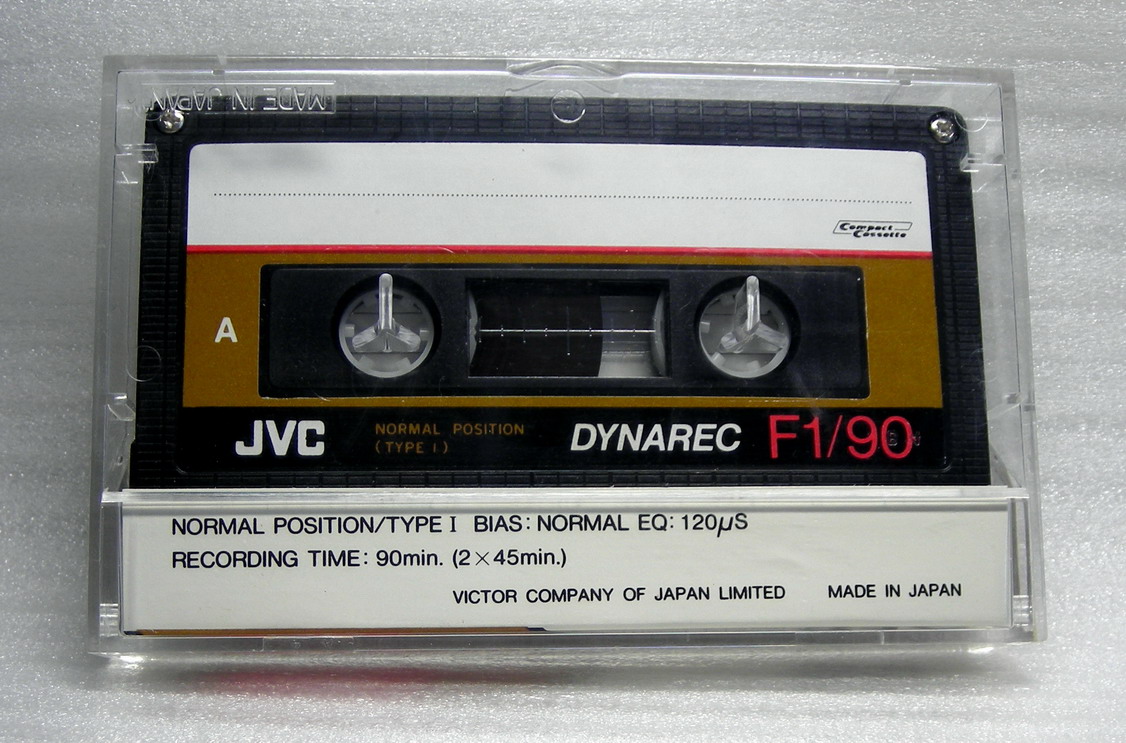 MADE IN JAPAN
Compact
Cassette
A
JVC NORMAL POSITION DYNAREC F1/90
(TYPE I)
NORMAL POSITION/TYPE I BIAS: NORMAL EQ: 120μS
RECORDING TIME: 90min. (2×45min.)
VICTOR COMPANY OF JAPAN LIMITED MADE IN JAPAN